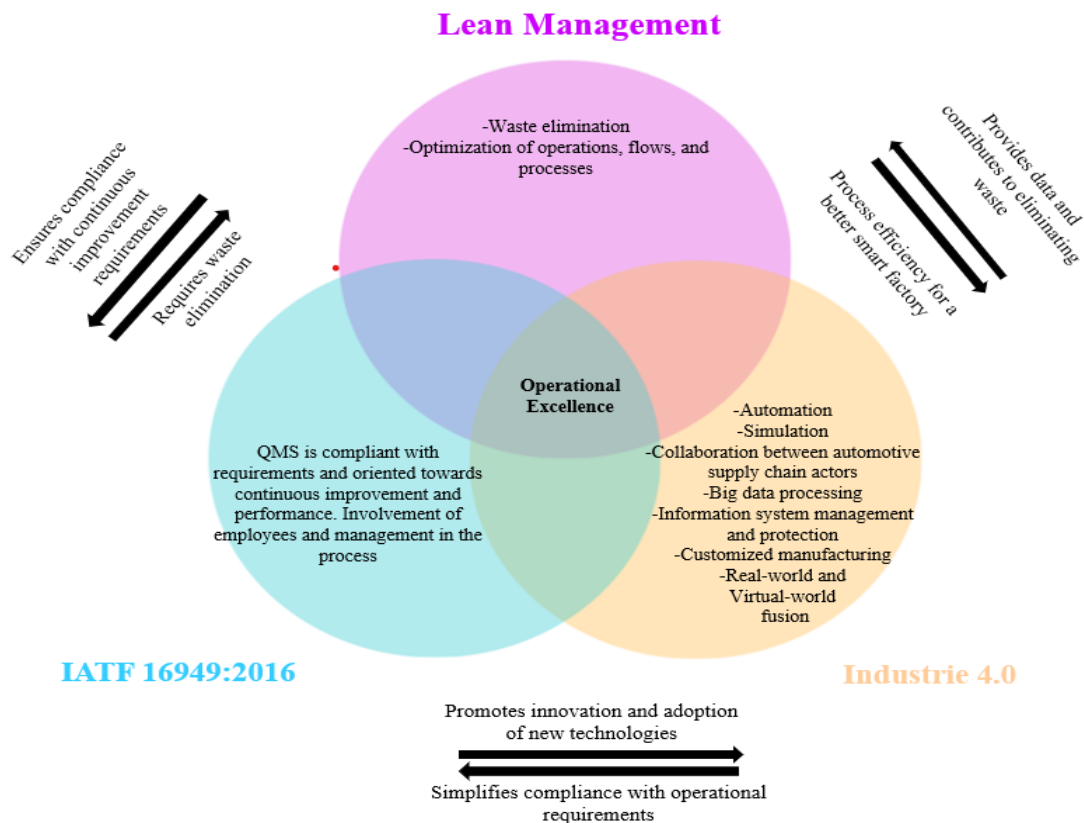 Lean Management
-Waste elimination
-Optimization of operations, flows, and
processes
Ensures compliance
with continuous
improvement
requirements
Requires waste
elimination
Provides data and
contributes to eliminating
waste
Process efficiency for a
better smart factory
Operational
Excellence
QMS is compliant with
requirements and oriented towards
continuous improvement and
performance. Involvement of
employees and management in the
process
-Automation
-Simulation
-Collaboration between automotive
supply chain actors
-Big data processing
-Information system management
and protection
-Customized manufacturing
-Real-world and
Virtual-world
fusion
IATF 16949:2016
Industrie 4.0
Promotes innovation and adoption
of new technologies
Simplifies compliance with operational
requirements